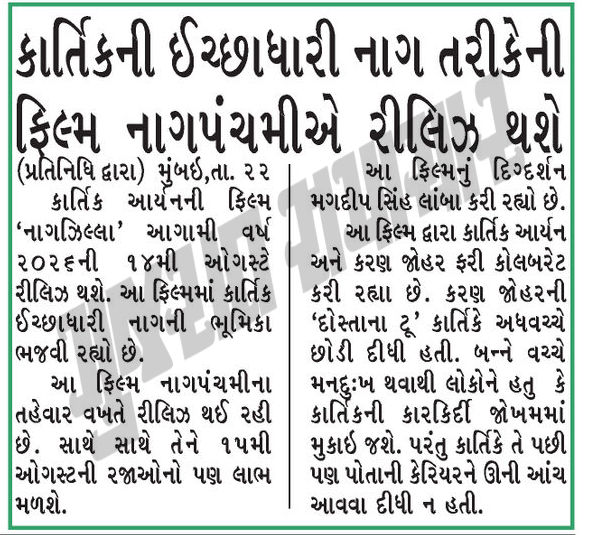 કાર્તિકની ઈચ્છાધારી નાગ તરીકેની
ફિલ્મ નાગપંચમીએ રીલિઝ થશે
(પ્રતિનિધિ દ્વારા) મુંબઇ,તા. ૨૨
કાર્તિક આર્યનની ફિલ્મ
‘નાગઝિલ્લા’ આગામી વર્ષ
૨૦૨૬ની ૧૪મી ઓગસ્ટે
રીલિઝ થશે. આ ફિલ્મમાં કાર્તિક
ઈચ્છાધારી નાગની ભૂમિકા
ભજવી રહ્યો છે.
આ ફિલ્મ નાગપંચમીના
તહેવાર વખતે રીલિઝ થઈ રહી
છે. સાથે સાથે તેને ૧૫મી
ઓગસ્ટની રજાઓનો પણ લાભ
મળશે.
આ ફિલ્મનું દિગ્દર્શન
મગદીપ સિંહ લાંબા કરી રહ્યો છે.
આ ફિલ્મ દ્વારા કાર્તિક આર્યન
અને કરણ જોહર ફરી કોલબરેટ
કરી રહ્યા છે. કરણ જોહરની
‘દોસ્તાના ટૂ’ કાર્તિકે અધવચ્ચે
છોડી દીધી હતી. બન્ને વચ્ચે
મનદુઃખ થવાથી લોકોને હતુ કે
કાર્તિકની કારકિર્દી જોખમમાં
મુકાઇ જશે. પરંતુ કાર્તિકે તે પછી
પણ પોતાની કેરિયરને ઊની આંચ
આવવા દીધી ન હતી.
ગુજરાત સમાચાર